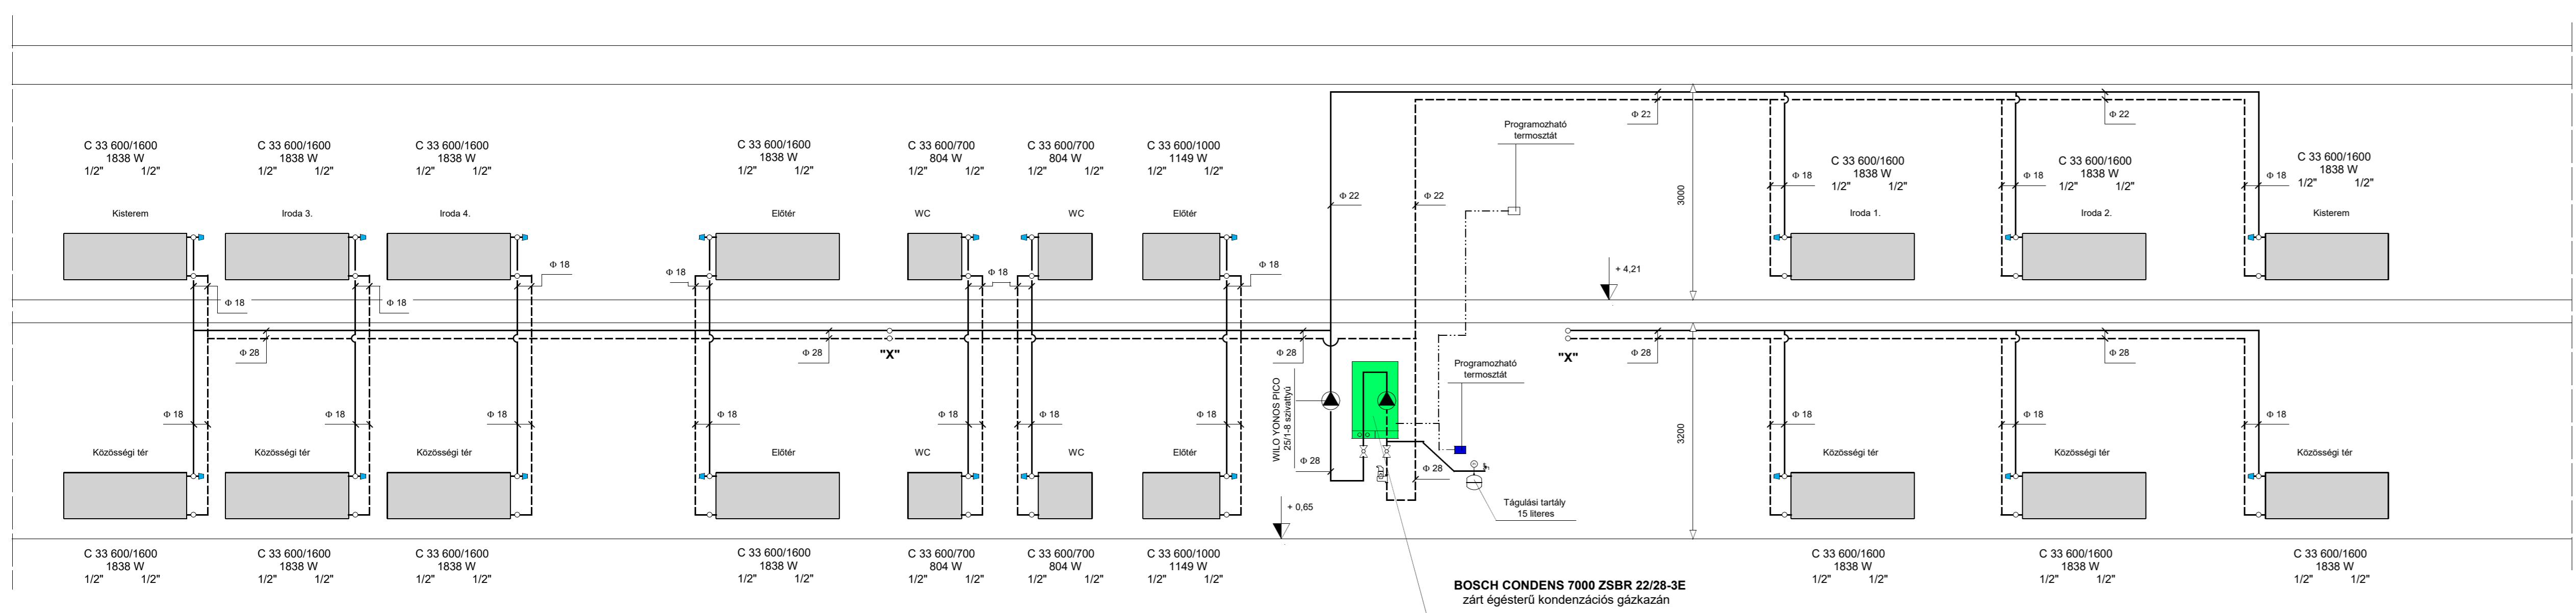 C 33 600/1600
1838 W
1/2" 1/2"
C 33 600/1600
1838 W
1/2" 1/2"
C 33 600/1600
1838 W
1/2" 1/2"
C 33 600/1600
1838 W
1/2" 1/2"
C 33 600/700
804 W
1/2" 1/2"
C 33 600/700
804 W
1/2" 1/2"
C 33 600/1000
1149 W
1/2" 1/2"
Programozható
termosztát
Φ 22
Φ 22
C 33 600/1600
1838 W
1/2" 1/2"
C 33 600/1600
1838 W
1/2" 1/2"
C 33 600/1600
1838 W
1/2" 1/2"
Φ 18
Φ 18
Φ 18
Φ 22
Φ 22
3000
Kisterem
Iroda 3.
Iroda 4.
Előtér
WC
WC
Előtér
Iroda 1.
Iroda 2.
Kisterem
Φ 18
Φ 18
Φ 18
Φ 18
Φ 18
Φ 18
+ 4,21
Φ 28
Φ 28
"X"
Φ 28
"X"
Φ 28
Φ 28
Programozható
termosztát
WILO YONOS PICO
25/1-8 szivattyú
Φ 18
Φ 18
Φ 18
Φ 18
Φ 18
Φ 18
Φ 18
Φ 18
Φ 18
Φ 18
3200
Közösségi tér
Közösségi tér
Közösségi tér
Előtér
WC
WC
Előtér
Φ 28
Φ 28
Közösségi tér
Közösségi tér
Közösségi tér
+ 0,65
Tágulási tartály
15 literes
C 33 600/1600
1838 W
1/2" 1/2"
C 33 600/1600
1838 W
1/2" 1/2"
C 33 600/1600
1838 W
1/2" 1/2"
C 33 600/1600
1838 W
1/2" 1/2"
C 33 600/700
804 W
1/2" 1/2"
C 33 600/700
804 W
1/2" 1/2"
C 33 600/1000
1149 W
1/2" 1/2"
C 33 600/1600
1838 W
1/2" 1/2"
C 33 600/1600
1838 W
1/2" 1/2"
C 33 600/1600
1838 W
1/2" 1/2"
BOSCH CONDENS 7000 ZSBR 22/28-3E
zárt égésterű kondenzációs gázkazán